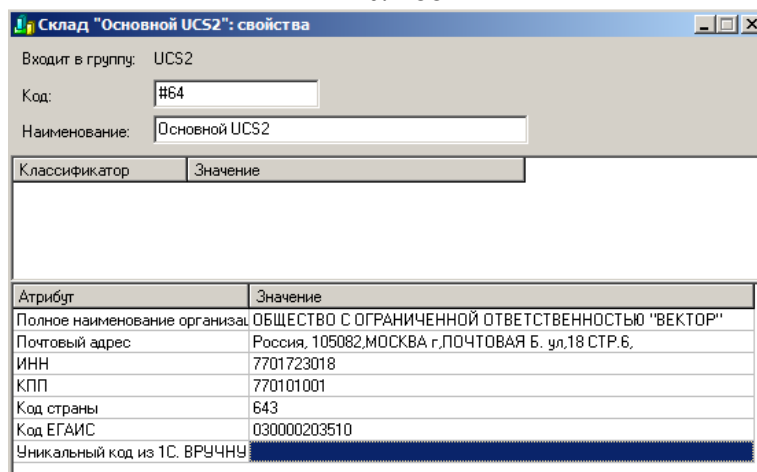 Склад "Основной UCS2": свойства
Входит в группу: UCS2
Код: #64
Наименование: Основной UCS2
Классификатор Значение
Атрибут Значение
Полное наименование организац ОБЩЕСТВО С ОГРАНИЧЕННОЙ ОТВЕТСТВЕННОСТЬЮ "ВЕКТОР"
Почтовый адрес Россия, 105082,МОСКВА г,ПОЧТОВАЯ Б. ул,18 СТР.6,
ИНН 7701723018
КПП 770101001
Код страны 643
Код ЕГАИС 030000203510
Уникальный код из 1С. ВРУЧНУ